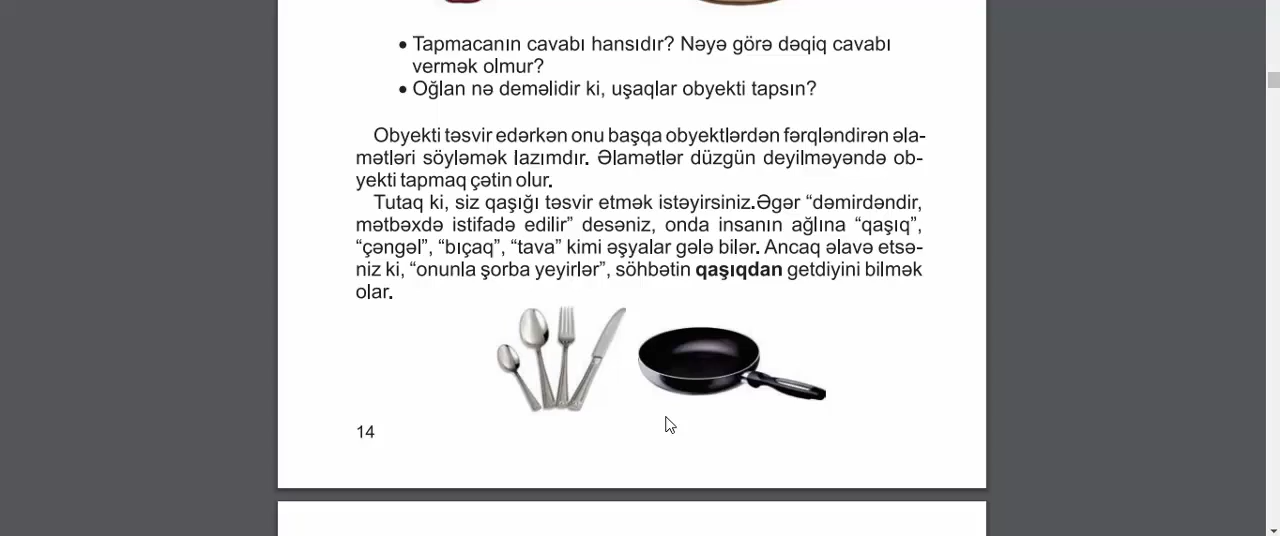 • Tapmacanın cavabı hansıdır? Nəyə görə dəqiq cavabı
vermək olmur?
• Oğlan nə deməlidir ki, uşaqlar obyekti tapsın?
Obyekti təsvir edərkən onu başqa obyektlərdən fərqləndirən əla-
mətləri söyləmək lazımdır. Əlamətlər düzgün deyilməyəndə ob-
yekti tapmaq çətin olur.
Tutaq ki, siz qaşığı təsvir etmək istəyirsiniz.Əgər “dəmirdəndir,
mətbəxdə istifadə edilir” desəniz, onda insanın ağlına “qaşıq”,
“çəngəl”, “bıçaq”, “tava” kimi əşyalar gələ bilər. Ancaq əlavə etsə-
niz ki, “onunla şorba yeyirlər”, söhbətin qaşıqdan getdiyini bilmək
olar.
14